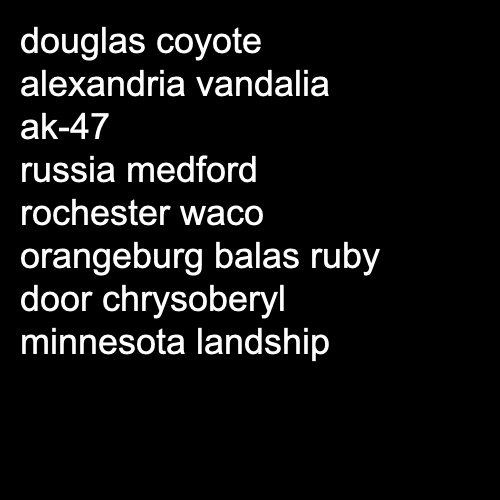 douglas coyote
alexandria vandalia
ak-47
russia medford
rochester waco
orangeburg balas ruby
door chrysoberyl
minnesota landship